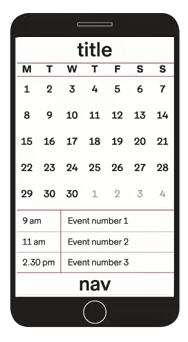 title
M T W T F S S
1 2 3 4 5 6 7
8 9 10 11 12 13 14
15 16 17 18 19 20 21
22 23 24 25 26 27 28
29 30 30 1 2 3 4
9 am Event number 1
11 am Event number 2
2.30 pm Event number 3
nav